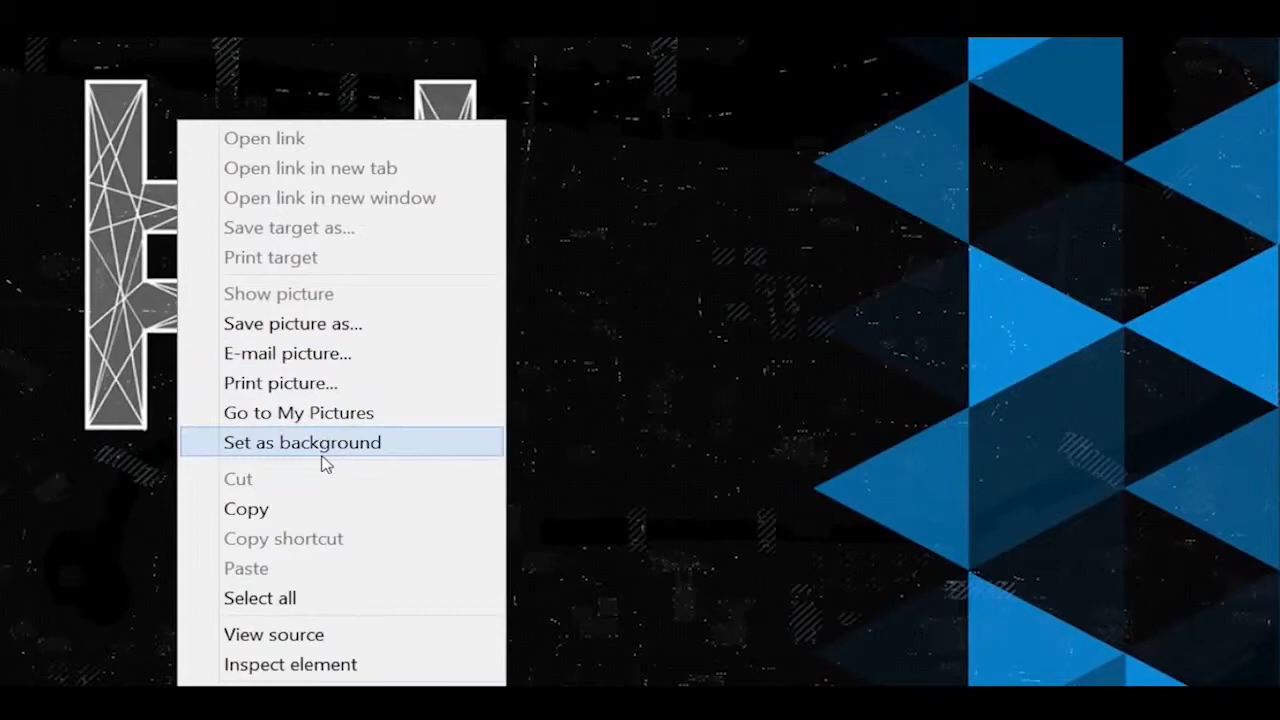 Open link
Open link in new tab
Open link in new window
Save target as...
Print target
Show picture
Save picture as...
E-mail picture...
Print picture...
Go to My Pictures
Set as background
Cut
Copy
Copy shortcut
Paste
Select all
View source
Inspect element